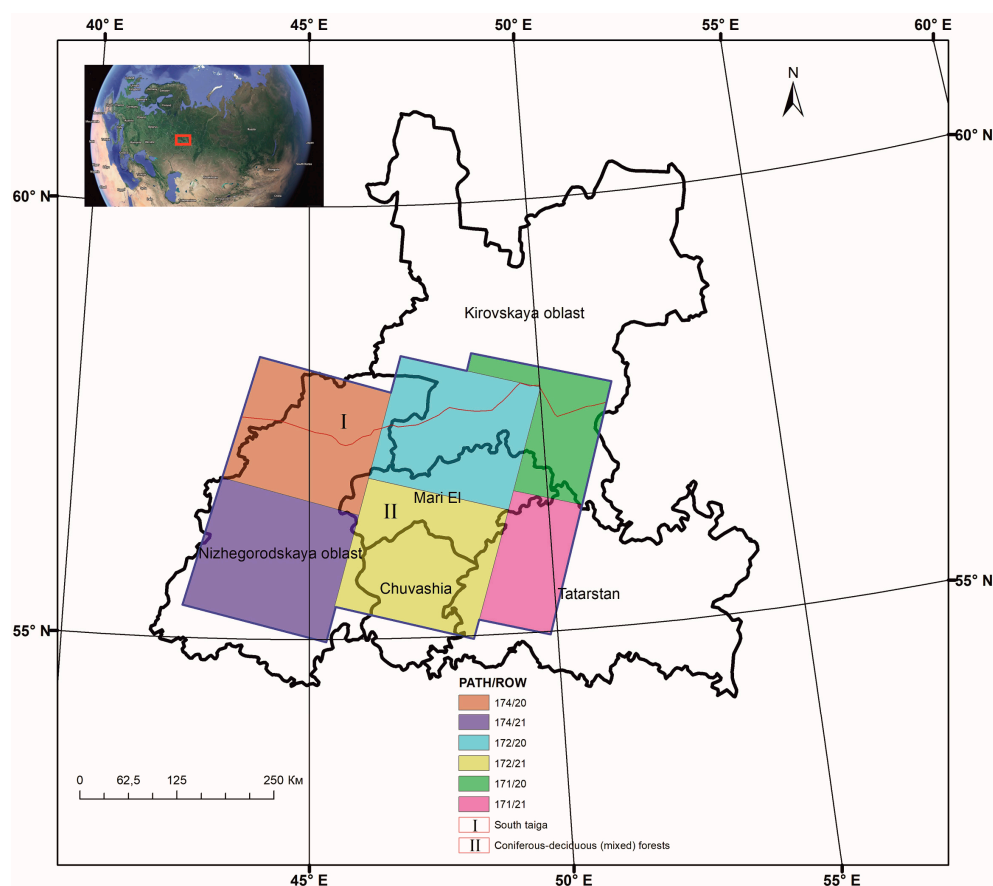 40° E 45° E 50° E 55° E 60° E
N
60° N
60° N
Kirovskaya oblast
I
Mari El
II
Nizhegorodskaya oblast
Chuvashia
Tatarstan
55° N
55° N
PATH/ROW
174/20
174/21
172/20
172/21
171/20
171/21
I South taiga
II Coniferous-deciduous (mixed) forests
0 62,5 125 250 Км
45° E 50° E 55° E